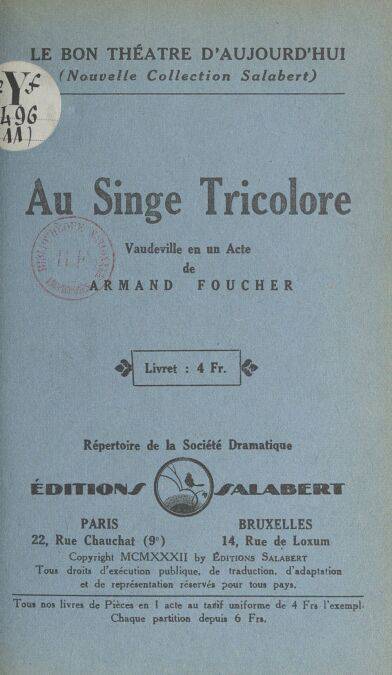 LE BON THÉATRE D'AUJOURD'HUI
(Nouvelle Collection Salabert)
Yf
496
(11)
Au Singe Tricolore
Vaudeville en un Acte
de
ARMAND FOUCHER
Livret : 4 Fr.
Répertoire de la Société Dramatique
ÉDITIONS SALABERT
PARIS
22, Rue Chauchat (9e)
BRUXELLES
14, Rue de Loxum
Copyright MCMXXXII by ÉDITIONS SALABERT
Tous droits d'exécution publique, de traduction, d'adaptation
et de représentation réservés pour tous pays.
Tous nos livres de Pièces en 1 acte au tarif uniforme de 4 Frs l'exempl.
Chaque partition depuis 6 Frs.